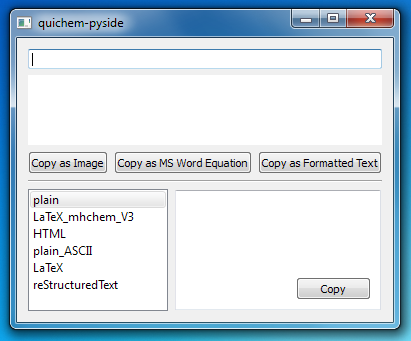 quichem-pyside
Copy as Image Copy as MS Word Equation Copy as Formatted Text
plain
LaTeX_mhchem_V3
HTML
plain_ASCII
LaTeX
reStructuredText
Copy